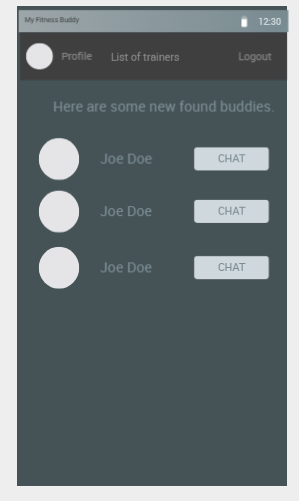 My Fitness Buddy 12:30
Profile List of trainers Logout
Here are some new found buddies.
Joe Doe CHAT
Joe Doe CHAT
Joe Doe CHAT